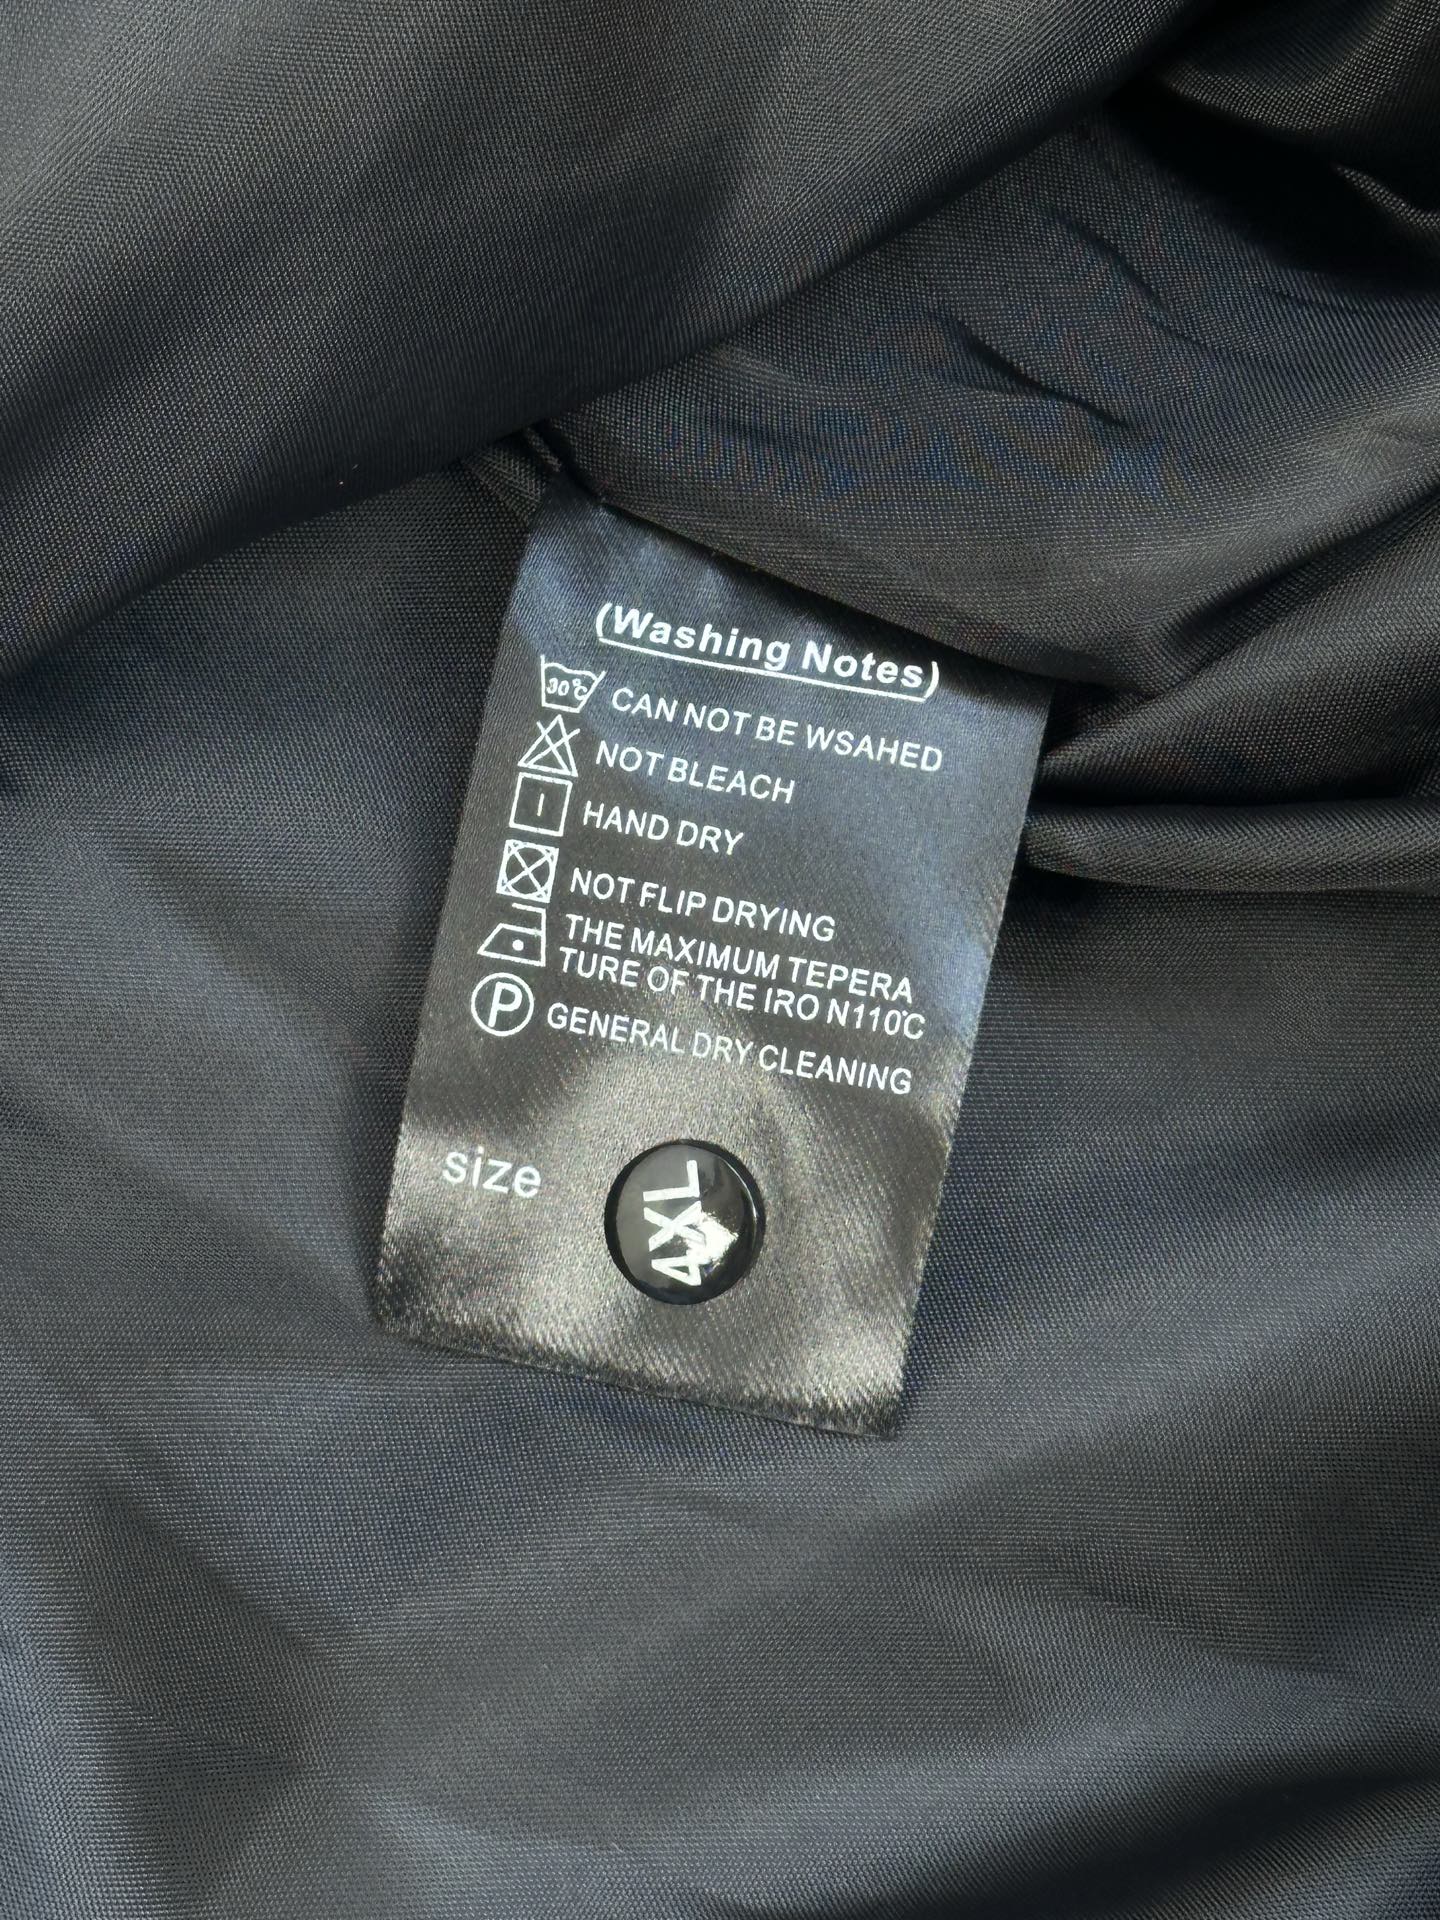 (Washing Notes)
30℃ CAN NOT BE WSAHED
NOT BLEACH
HAND DRY
NOT FLIP DRYING
THE MAXIMUM TEPERA
TURE OF THE IRO N110℃
P GENERAL DRY CLEANING
size 4XL